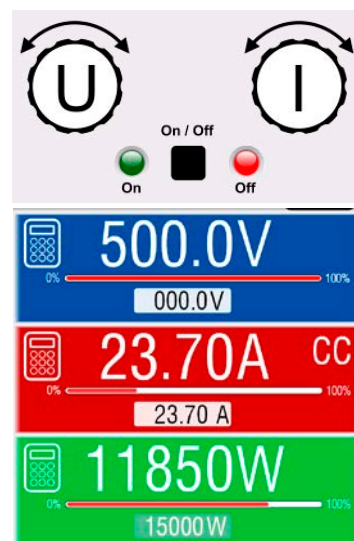 U I
On / Off
On Off
500.0V
0% 100%
000.0V
23.70A CC
0% 100%
23.70 A
11850W
0% 100%
15000W